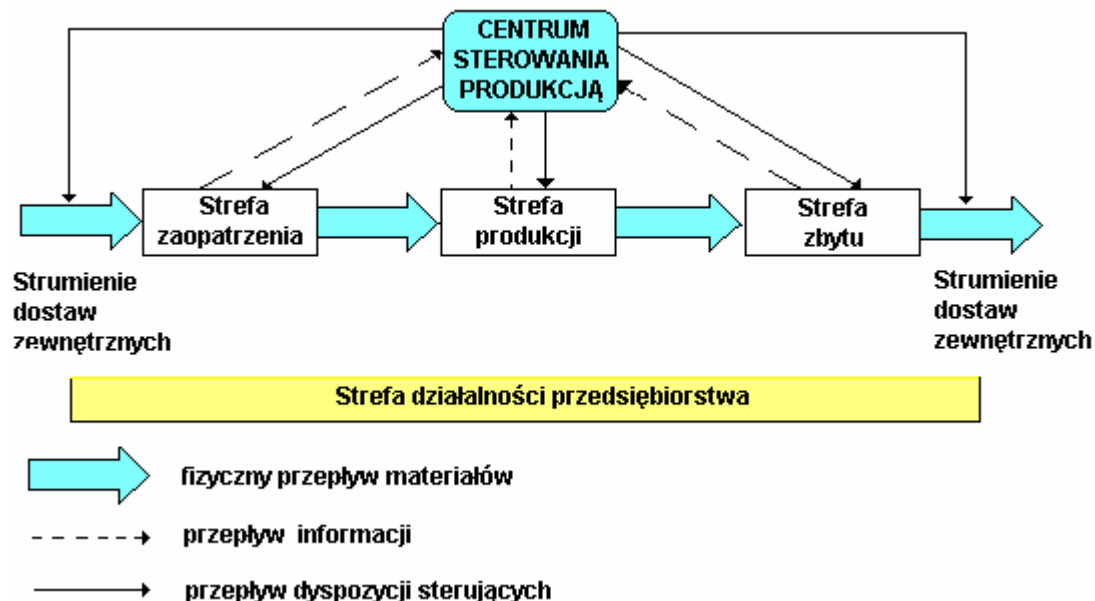 CENTRUM
STEROWANIA
PRODUKCJĄ
Strefa
zaopatrzenia
Strefa
produkcji
Strefa
zbytu
Strumienie
dostaw
zewnętrznych
Strumienie
dostaw
zewnętrznych
Strefa działalności przedsiębiorstwa
fizyczny przepływ materiałów
przepływ informacji
przepływ dyspozycji sterujących